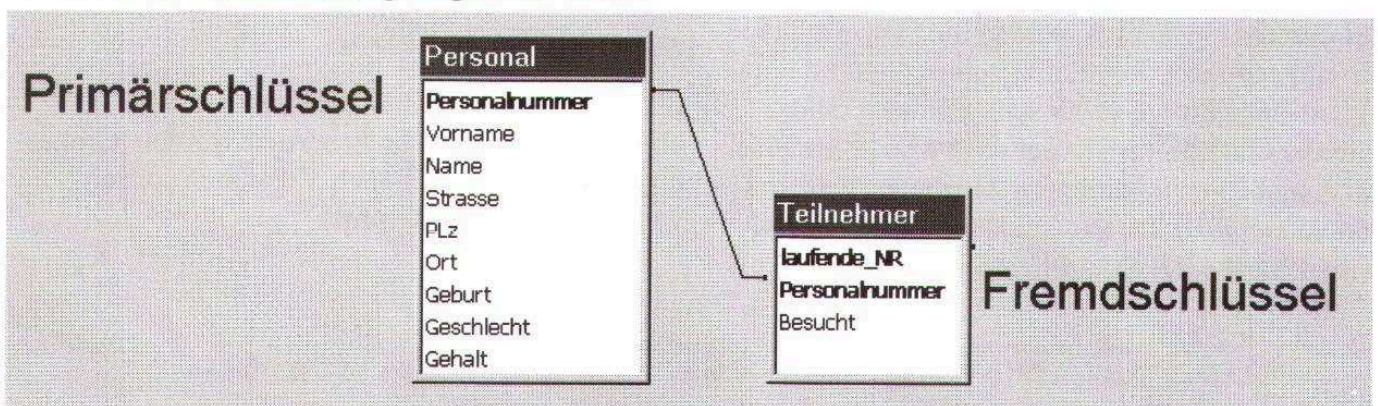 Primärschlüssel
Personal
Personalnummer
Vorname
Name
Strasse
PLz
Ort
Geburt
Geschlecht
Gehalt
Teilnehmer
laufende_NR
Personalnummer
Besucht
Fremdschlüssel